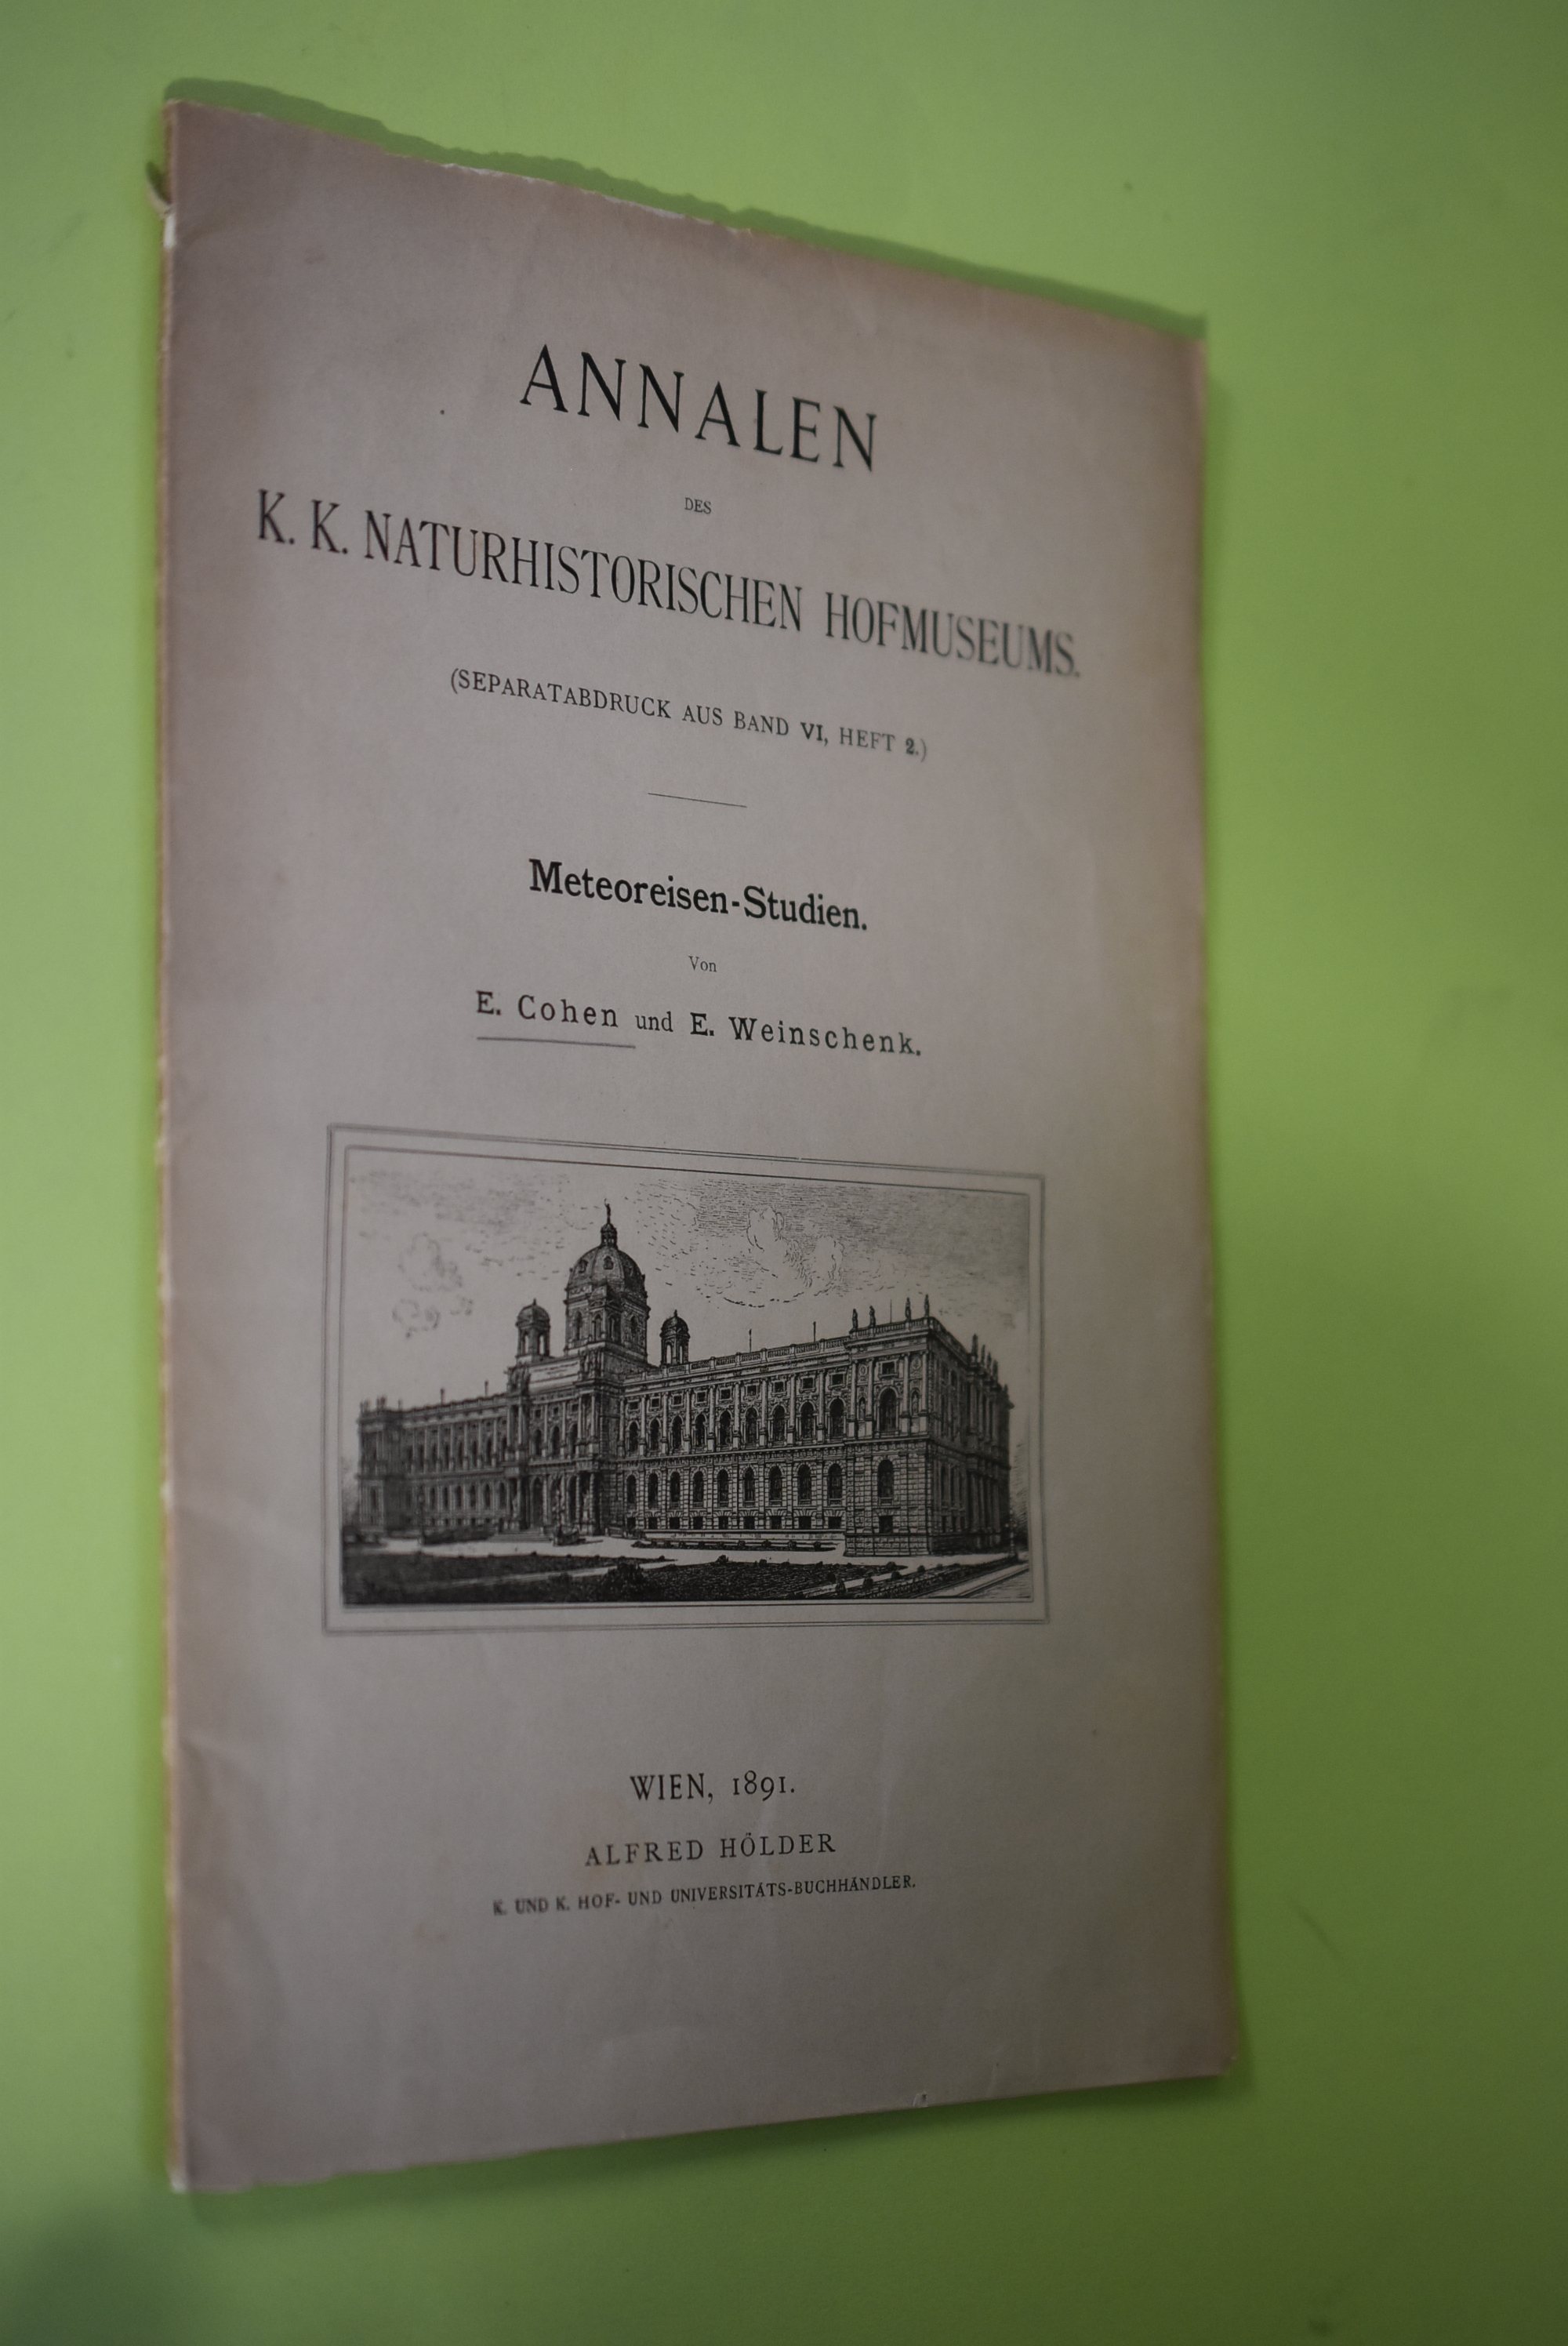 ANNALEN
DES
K. K. NATURHISTORISCHEN HOFMUSEUMS.
(SEPARATABDRUCK AUS BAND VI, HEFT 2.)
Meteoreisen-Studien.
Von
E. Cohen und E. Weinschenk.
WIEN, 1891.
ALFRED HÖLDER
K. UND K. HOF- UND UNIVERSITÄTS-BUCHHÄNDLER.